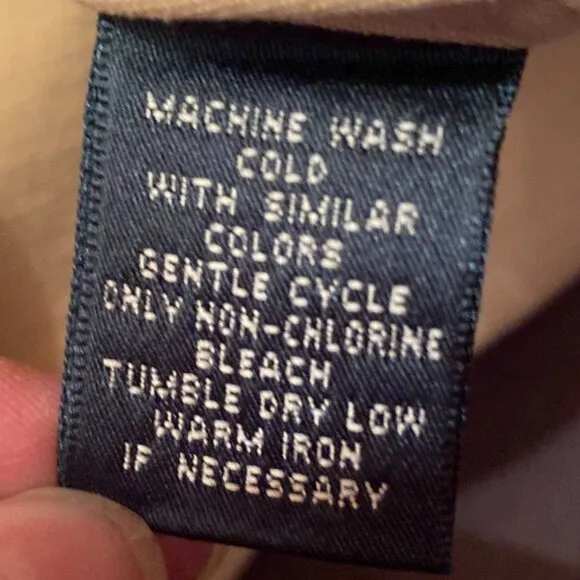 MACHINE WASH
COLD
WITH SIMILAR
COLORS
GENTLE CYCLE
ONLY NON-CHLORINE
BLEACH
TUMBLE DRY LOW
WARM IRON
IF NECESSARY